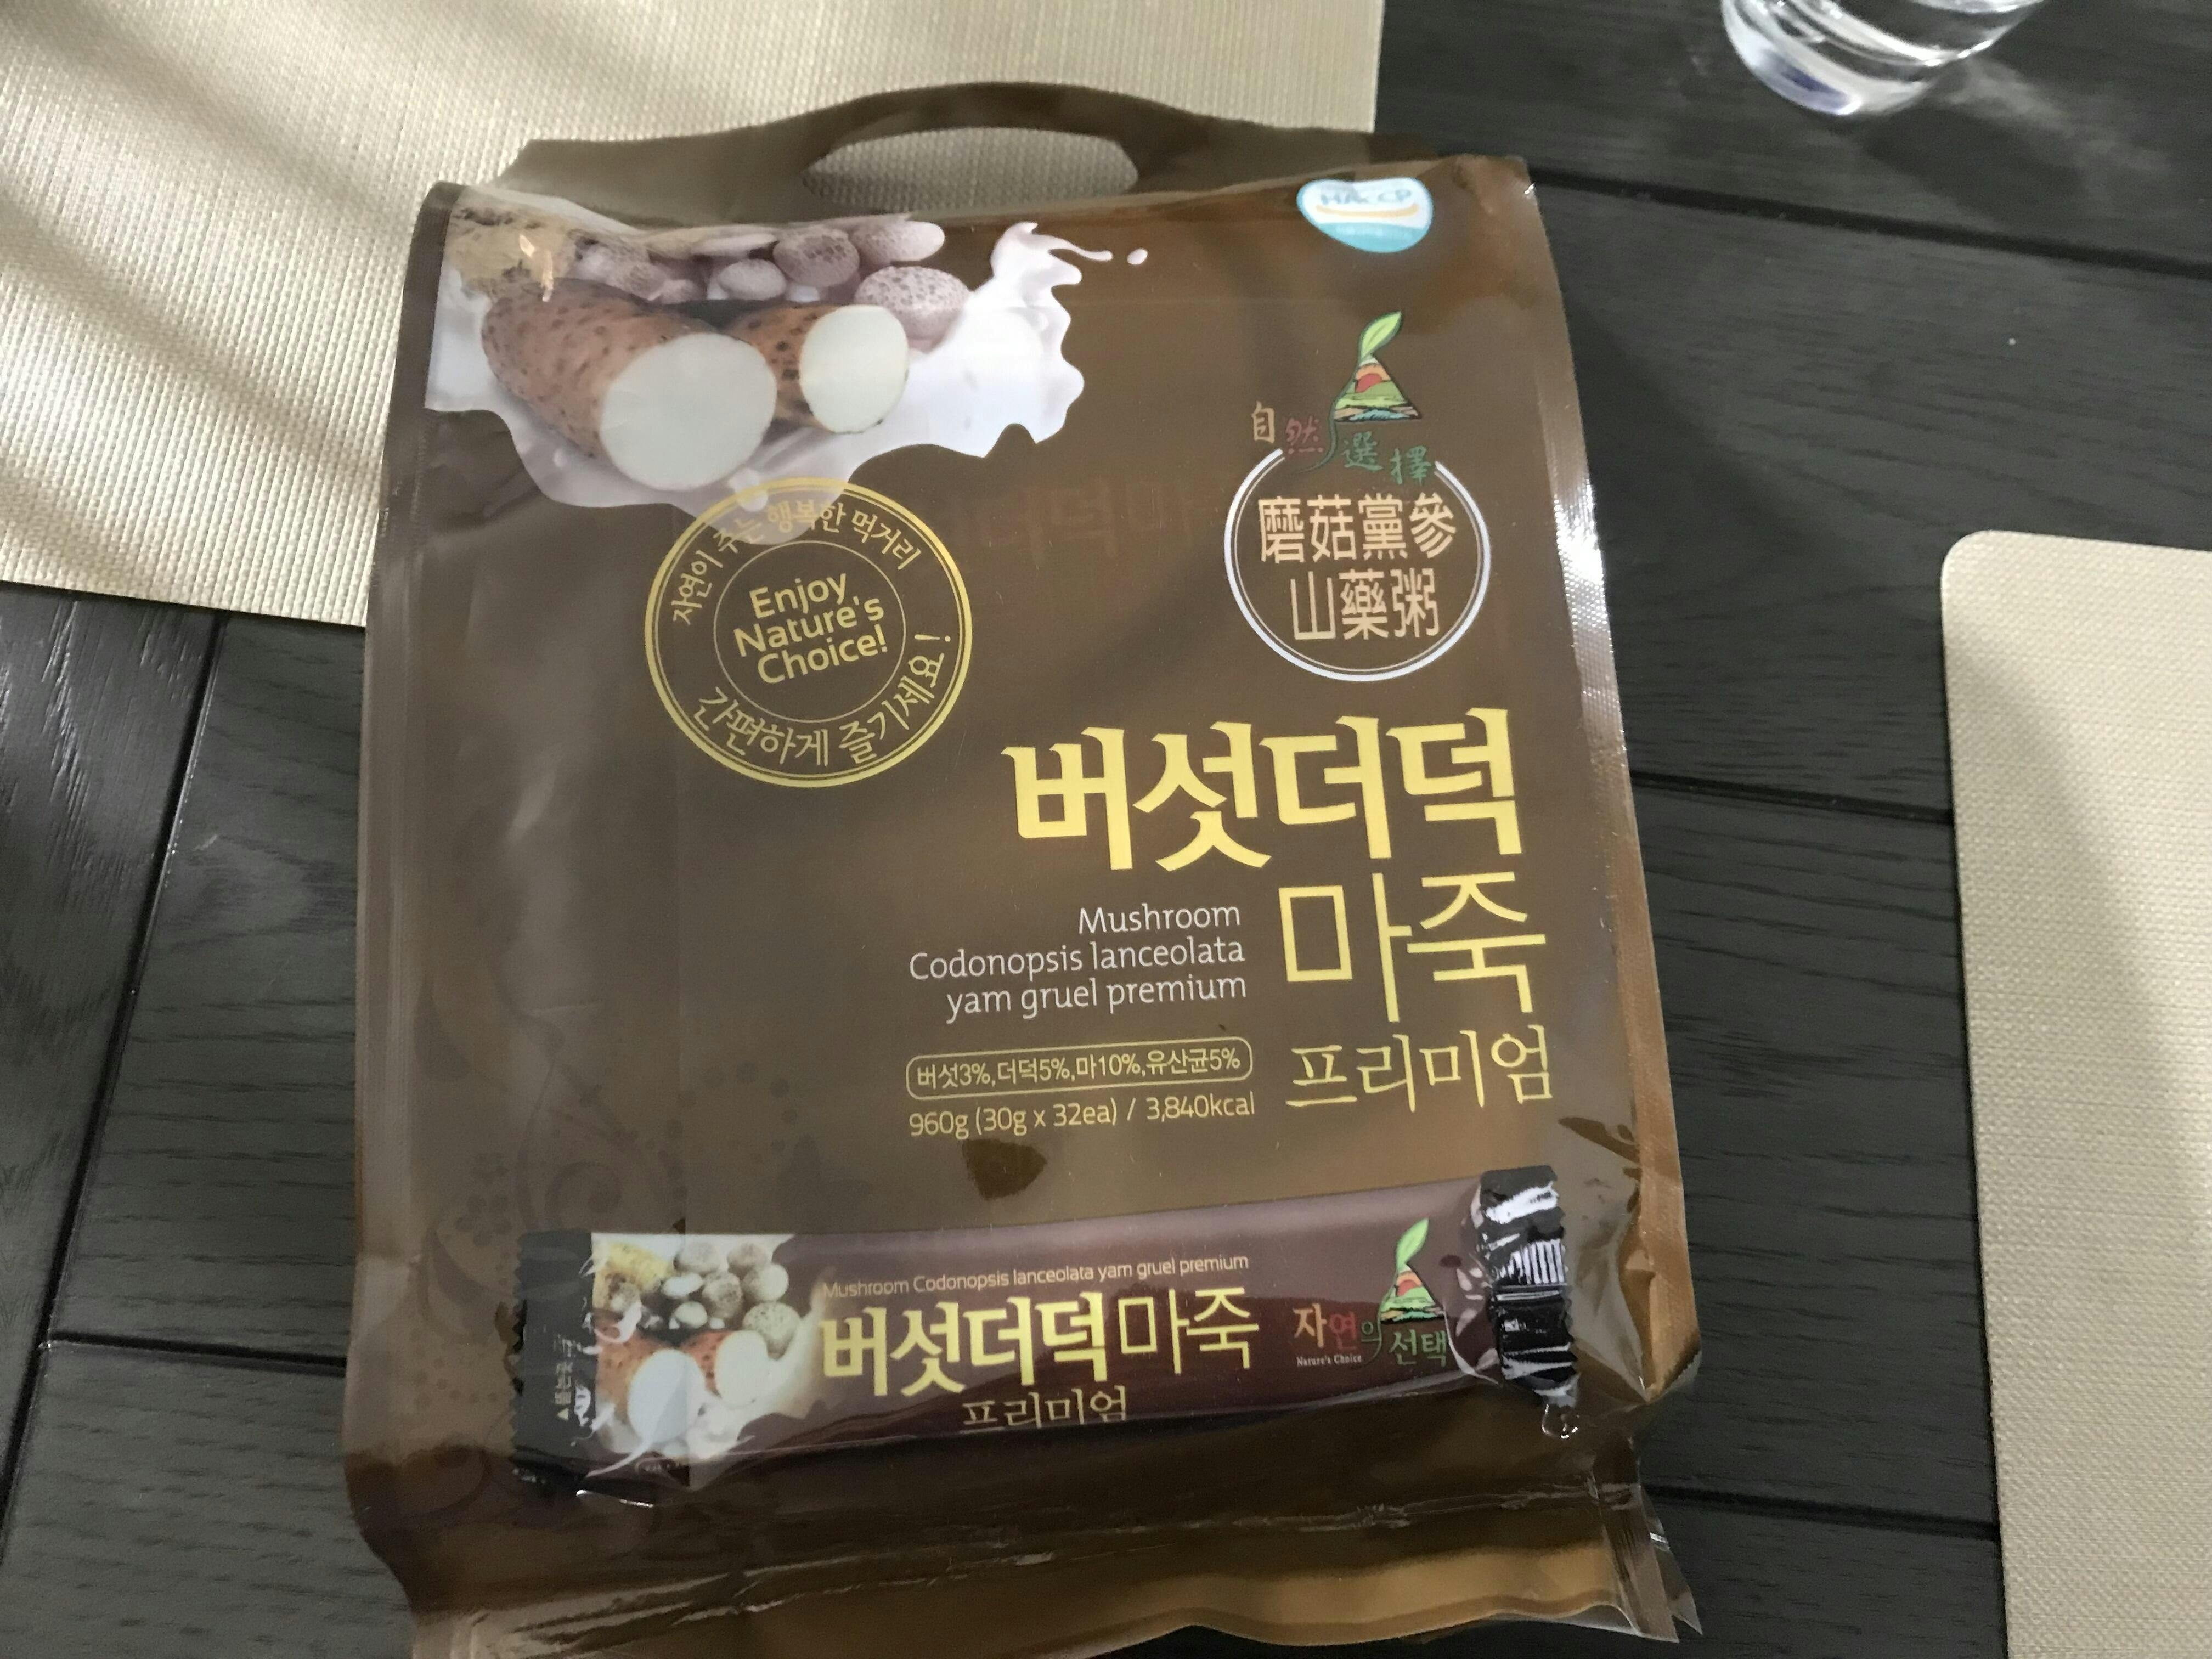 HACCP
自然選擇
磨菇黨參
山藥粥
자연이 주는 행복한 먹거리
Enjoy
Nature's
Choice!
간편하게 즐기세요!
버섯더덕
마죽
프리미엄
Mushroom
Codonopsis lanceolata
yam gruel premium
버섯3%,더덕5%,마10%,유산균5%
960g (30g x 32ea) / 3,840kcal
Mushroom Codonopsis lanceolata yam gruel premium
버섯더덕마죽
프리미엄
자연의선택
Nature's Choice